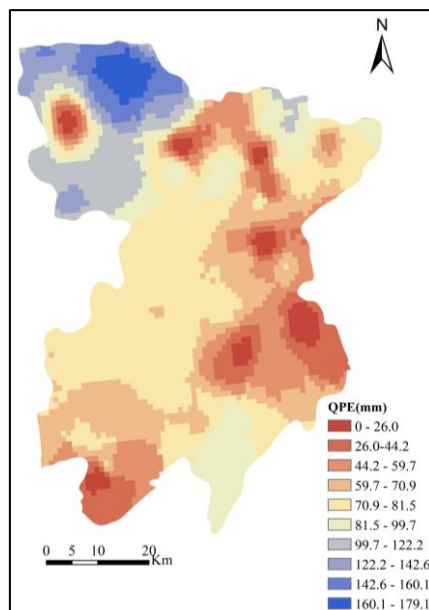 N
QPE(mm)
0 - 26.0
26.0-44.2
44.2 - 59.7
59.7 - 70.9
70.9 - 81.5
81.5 - 99.7
99.7 - 122.2
122.2 - 142.6
142.6 - 160.1
160.1 - 179.1
0 5 10 20
Km